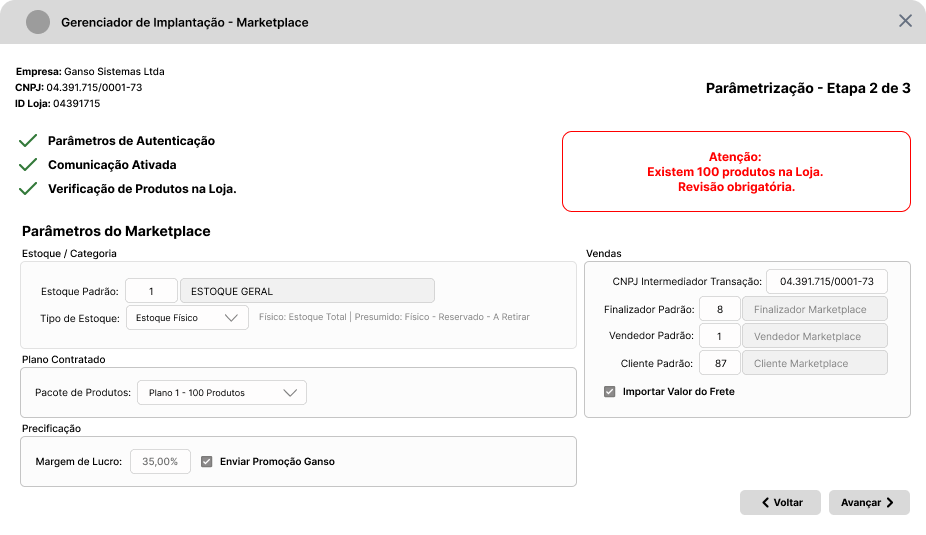 Gerenciador de Implantação - Marketplace
Empresa: Ganso Sistemas Ltda
CNPJ: 04.391.715/0001-73
ID Loja: 04391715
Parâmetrização - Etapa 2 de 3
Parâmetros de Autenticação
Comunicação Ativada
Verificação de Produtos na Loja.
Atenção:
Existem 100 produtos na Loja.
Revisão obrigatória.
Parâmetros do Marketplace
Estoque / Categoria
Estoque Padrão: 1 ESTOQUE GERAL
Tipo de Estoque: Estoque Físico Físico: Estoque Total | Presumido: Físico - Reservado - A Retirar
Plano Contratado
Pacote de Produtos: Plano 1 - 100 Produtos
Precificação
Margem de Lucro: 35,00% Enviar Promoção Ganso
Vendas
CNPJ Intermediador Transação: 04.391.715/0001-73
Finalizador Padrão: 8 Finalizador Marketplace
Vendedor Padrão: 1 Vendedor Marketplace
Cliente Padrão: 87 Cliente Marketplace
Importar Valor do Frete
Voltar Avançar